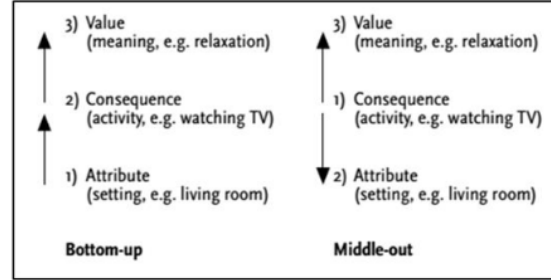 3) Value
(meaning, e.g. relaxation)
2) Consequence
(activity, e.g. watching TV)
1) Attribute
(setting, e.g. living room)
Bottom-up
3) Value
(meaning, e.g. relaxation)
1) Consequence
(activity, e.g. watching TV)
2) Attribute
(setting, e.g. living room)
Middle-out